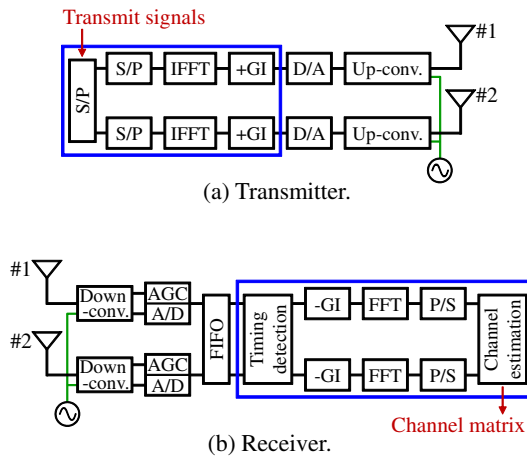 Transmit signals
#1
S/P
S/P
IFFT
+GI
D/A
Up-conv.
#2
S/P
IFFT
+GI
D/A
Up-conv.
(a) Transmitter.
#1
Down
-conv.
AGC
A/D
FIFO
Timing
detection
-GI
FFT
P/S
Channel
estimation
#2
Down
-conv.
AGC
A/D
-GI
FFT
P/S
Channel matrix
(b) Receiver.